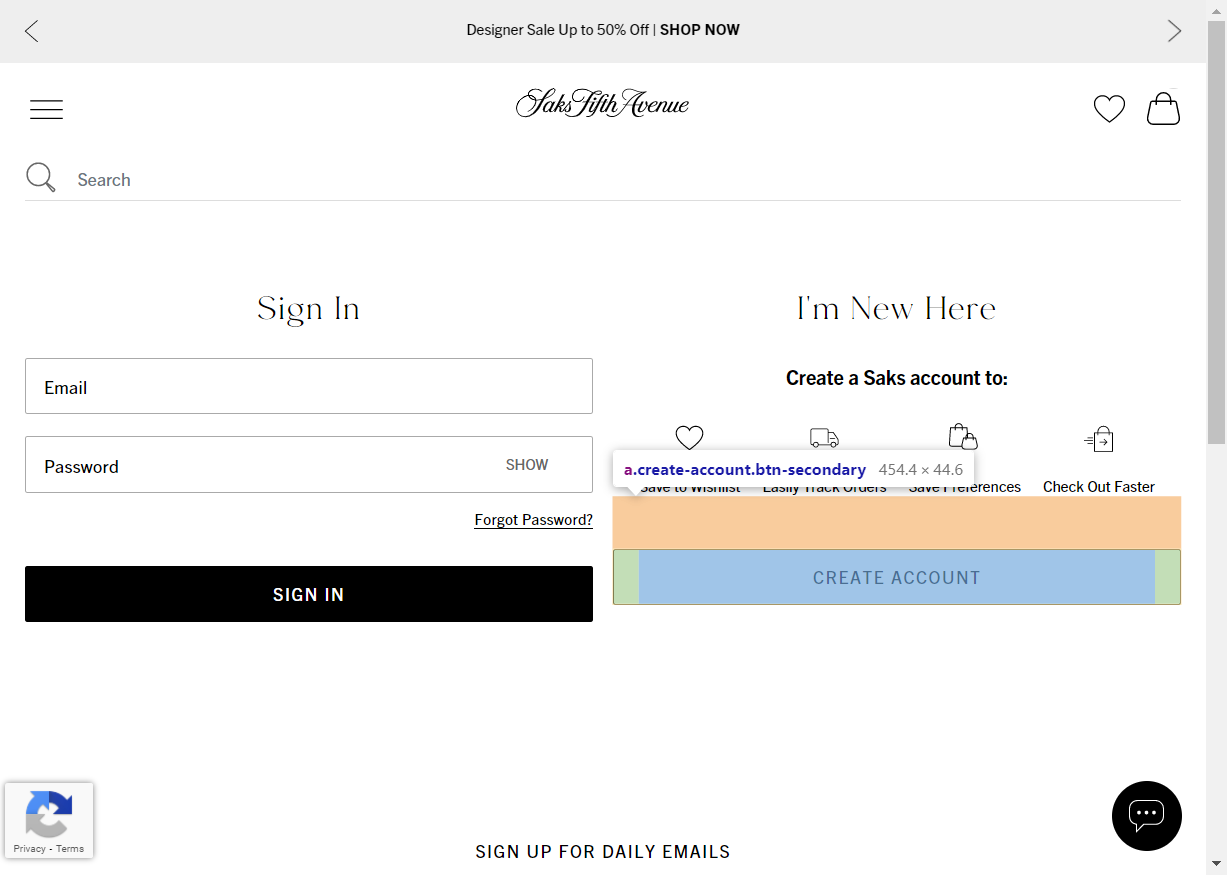 Designer Sale Up to 50% Off | SHOP NOW
Saks Fifth Avenue
Search
Sign In
I'm New Here
Email
Create a Saks account to:
Password
SHOW
a.create-account.btn-secondary 454.4 × 44.6
Save to Wishlist Easily Track Orders Save Preferences Check Out Faster
Forgot Password?
CREATE ACCOUNT
SIGN IN
Privacy - Terms
SIGN UP FOR DAILY EMAILS